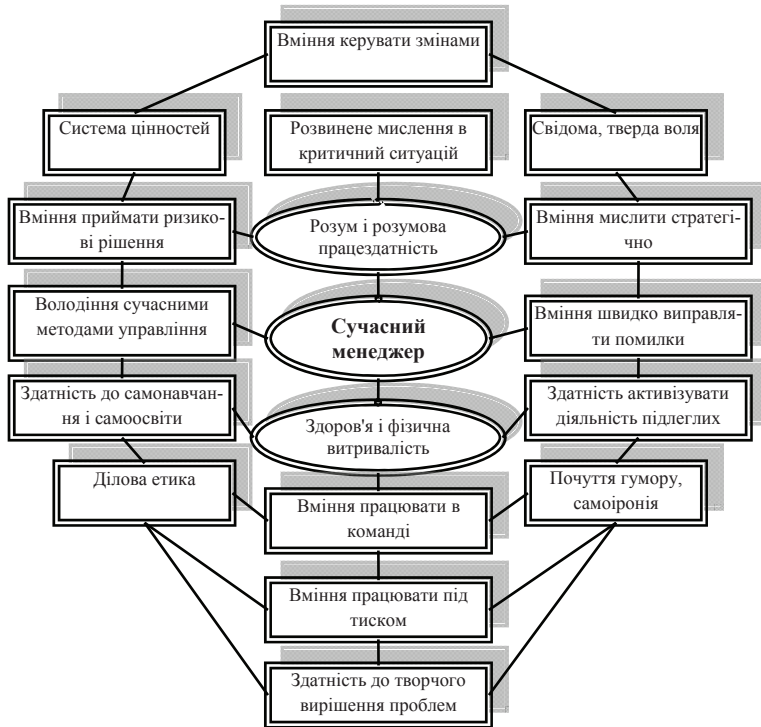 Вміння керувати змінами
Система цінностей
Розвинене мислення в
критичний ситуацій
Свідома, тверда воля
Вміння приймати ризико-
ві рішення
Розум і розумова
працездатність
Вміння мислити стратегі-
чно
Володіння сучасними
методами управління
Сучасний
менеджер
Вміння швидко виправля-
ти помилки
Здатність до самонавчан-
ня і самоосвіти
Здоров'я і фізична
витривалість
Здатність активізувати
діяльність підлеглих
Ділова етика
Вміння працювати в
команді
Почуття гумору,
самоіронія
Вміння працювати під
тиском
Здатність до творчого
вирішення проблем